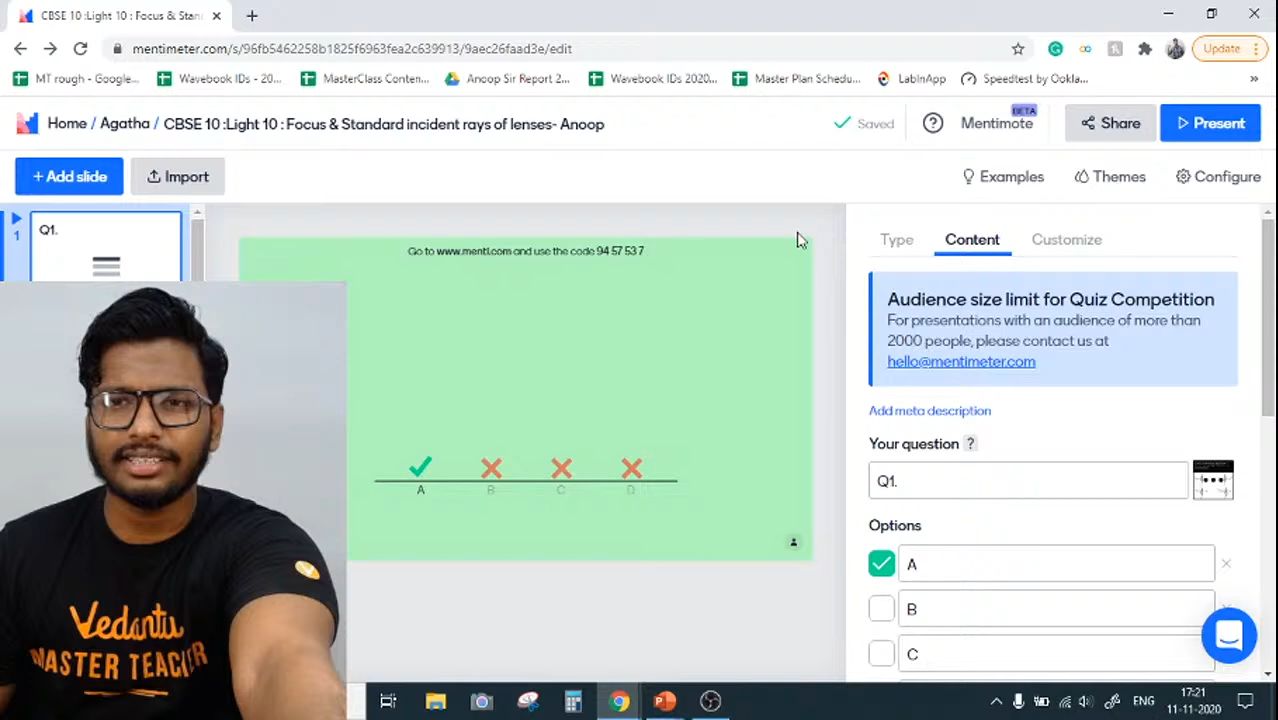 CBSE 10 :Light 10 : Focus & Stan
mentimeter.com/s/96fb5462258b1825f6963fea2c639913/9aec26faad3e/edit
Update
MT rough - Google...
Wavebook IDs - 20...
MasterClass Conten...
Anoop Sir Report 2...
Wavebook IDs 2020...
Master Plan Schedu...
LabInApp
Speedtest by Ookla...
Home / Agatha / CBSE 10 :Light 10 : Focus & Standard incident rays of lenses- Anoop
Saved
Mentimote
BETA
Share
Present
+ Add slide
Import
Examples
Themes
Configure
1
Q1.
Go to www.menti.com and use the code 94 57 53 7
A B C D
Type
Content
Customize
Audience size limit for Quiz Competition
For presentations with an audience of more than
2000 people, please contact us at
hello@mentimeter.com
Add meta description
Your question ?
Q1.
Options
A
B
C
Vedantu
MASTER TEACHER
ENG
17:21
11-11-2020